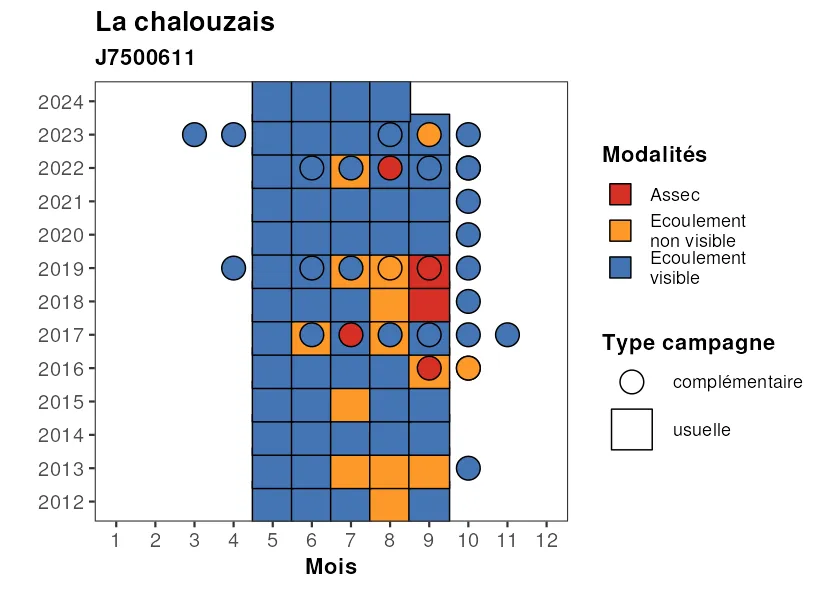 La chalouzais
J7500611
2024
2023
2022
2021
2020
2019
2018
2017
2016
2015
2014
2013
2012
1 2 3 4 5 6 7 8 9 10 11 12
Mois
Modalités
Assec
Ecoulement
non visible
Ecoulement
visible
Type campagne
complémentaire
usuelle